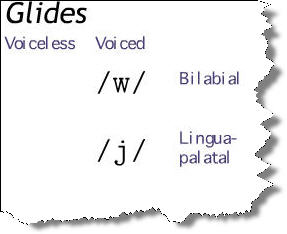 Glides
Voiceless Voiced
/w/ Bilabial
/j/ Lingua-
palatal